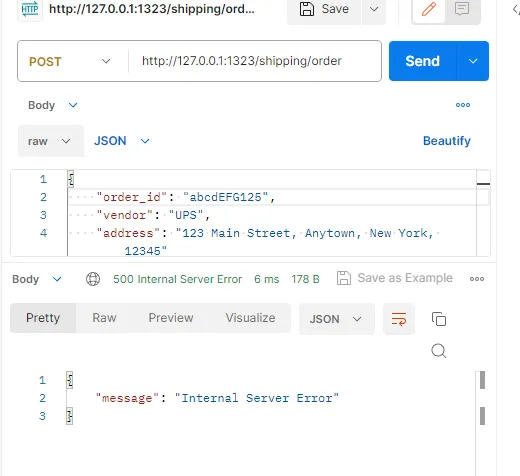 HTTP http://127.0.0.1:1323/shipping/ord... Save
POST http://127.0.0.1:1323/shipping/order Send
Body
raw JSON Beautify
1 {
2 "order_id": "abcdEFG125",
3 "vendor": "UPS",
4 "address": "123 Main Street, Anytown, New York,
12345"
Body 500 Internal Server Error 6 ms 178 B Save as Example
Pretty Raw Preview Visualize JSON
1 {
2 "message": "Internal Server Error"
3 }